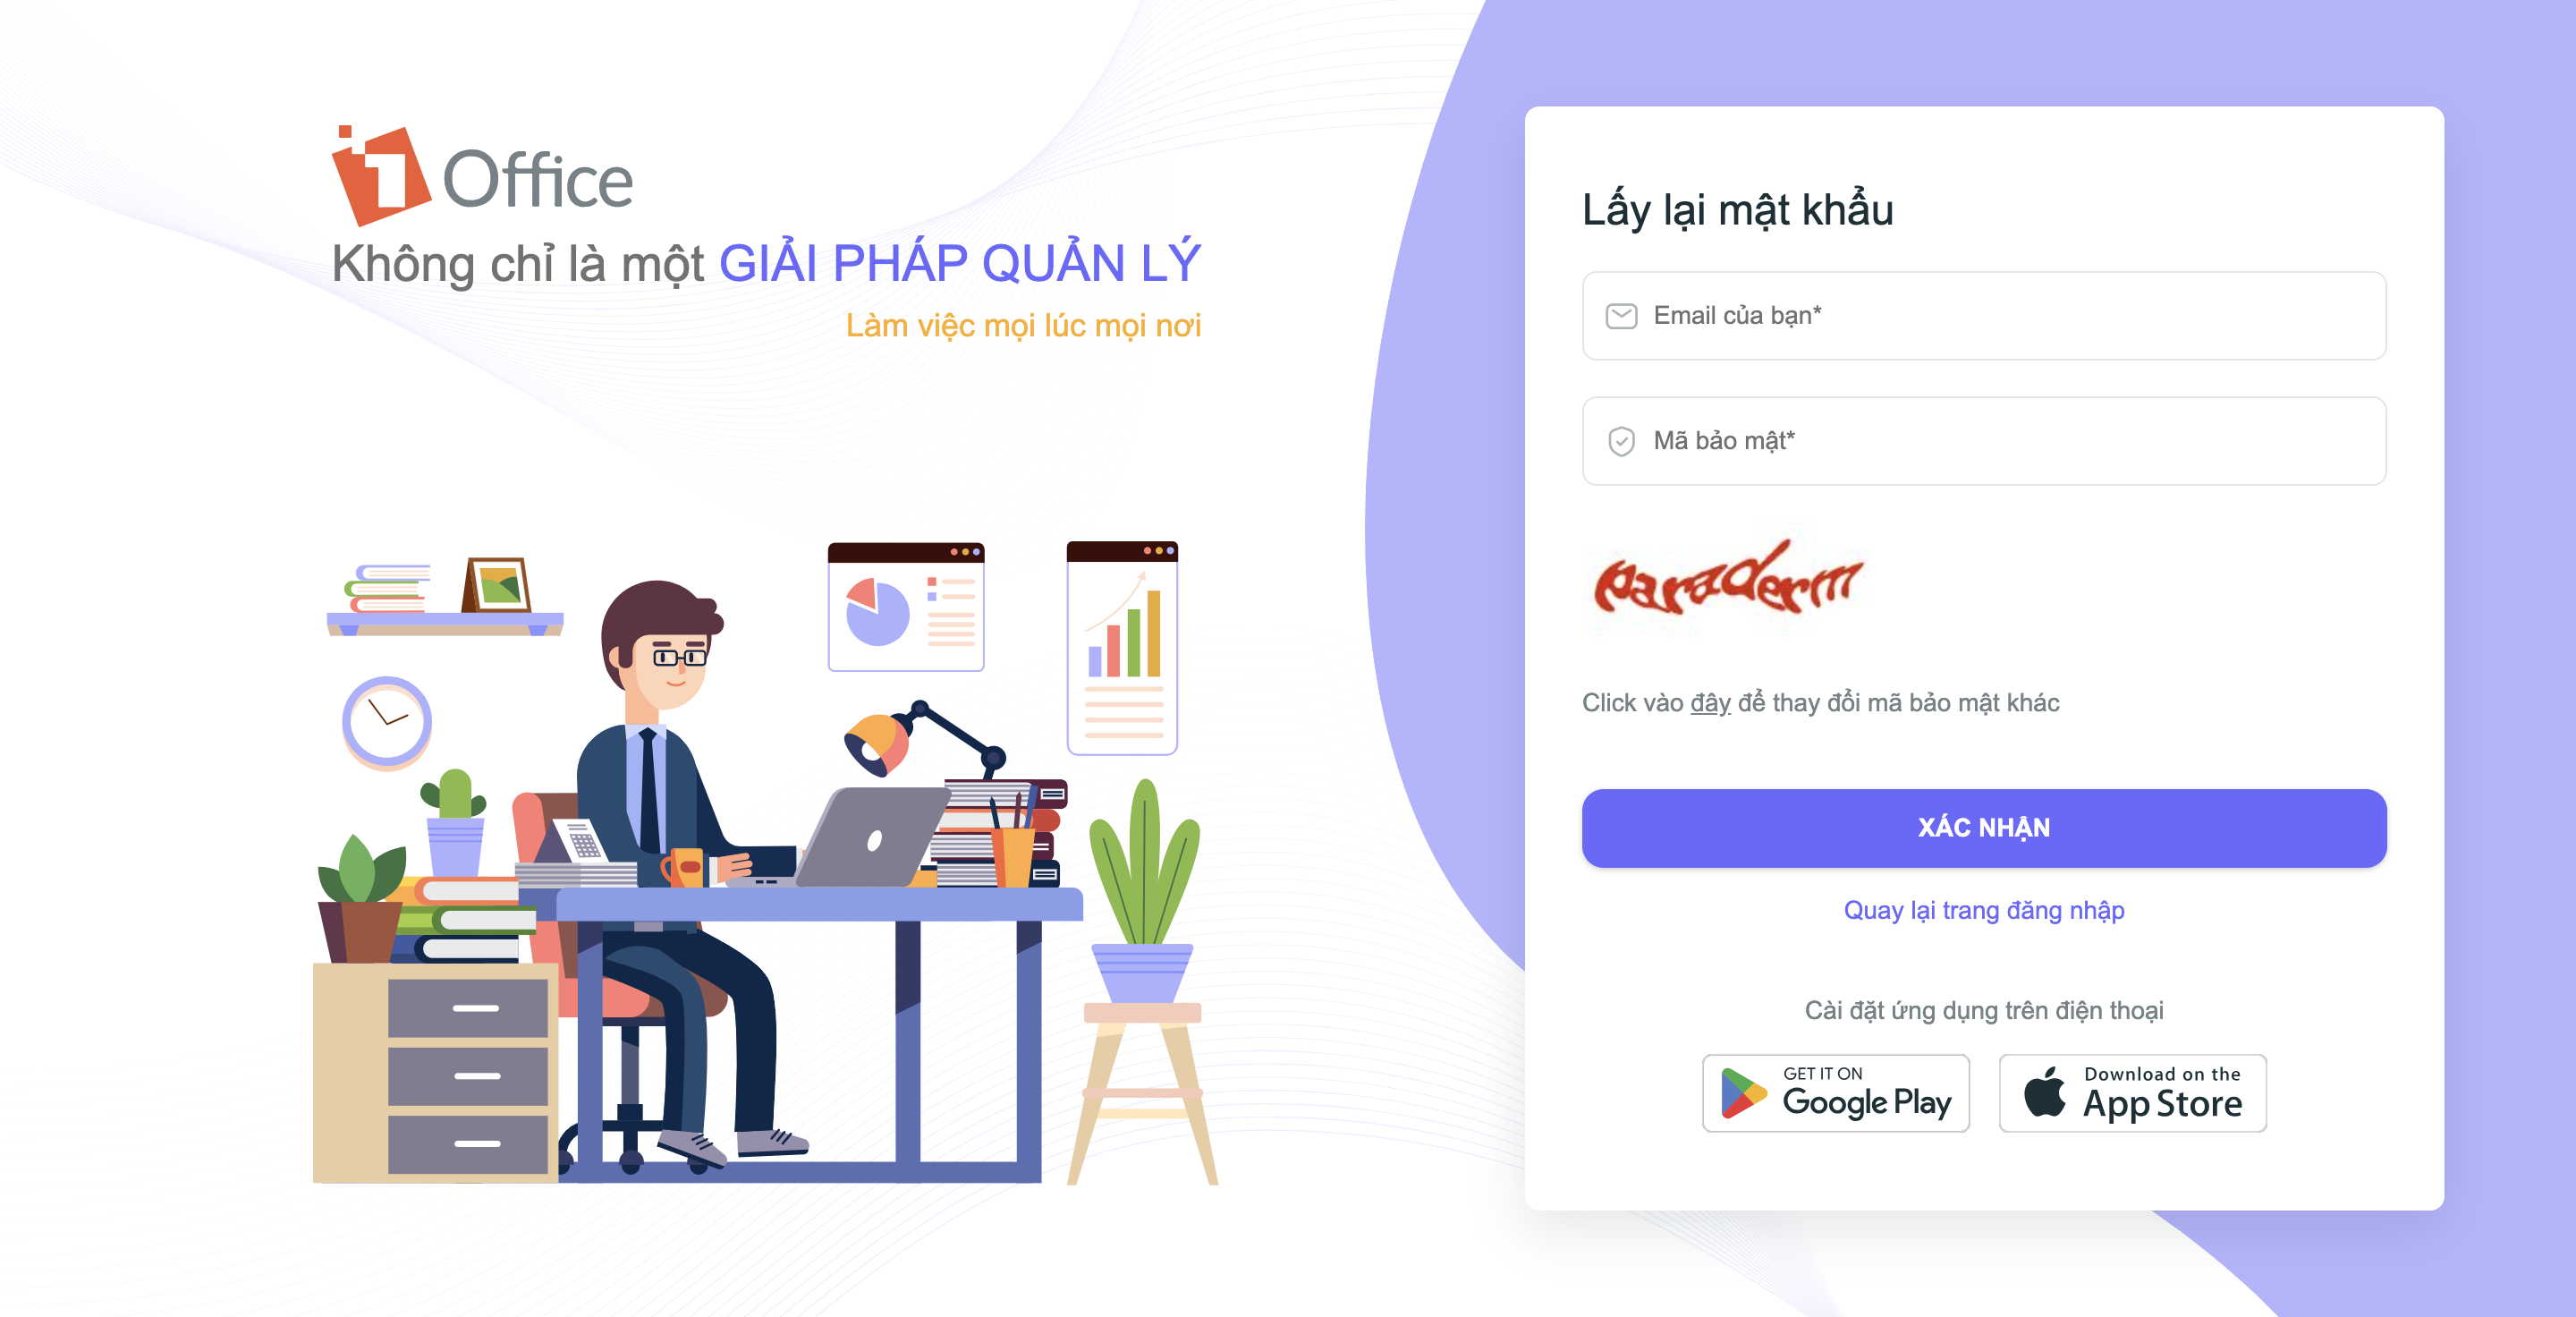 1 Office
Không chỉ là một GIẢI PHÁP QUẢN LÝ
Làm việc mọi lúc mọi nơi
Lấy lại mật khẩu
Email của bạn*
Mã bảo mật*
Click vào đây để thay đổi mã bảo mật khác
XÁC NHẬN
Quay lại trang đăng nhập
Cài đặt ứng dụng trên điện thoại
GET IT ON
Google Play
Download on the
App Store